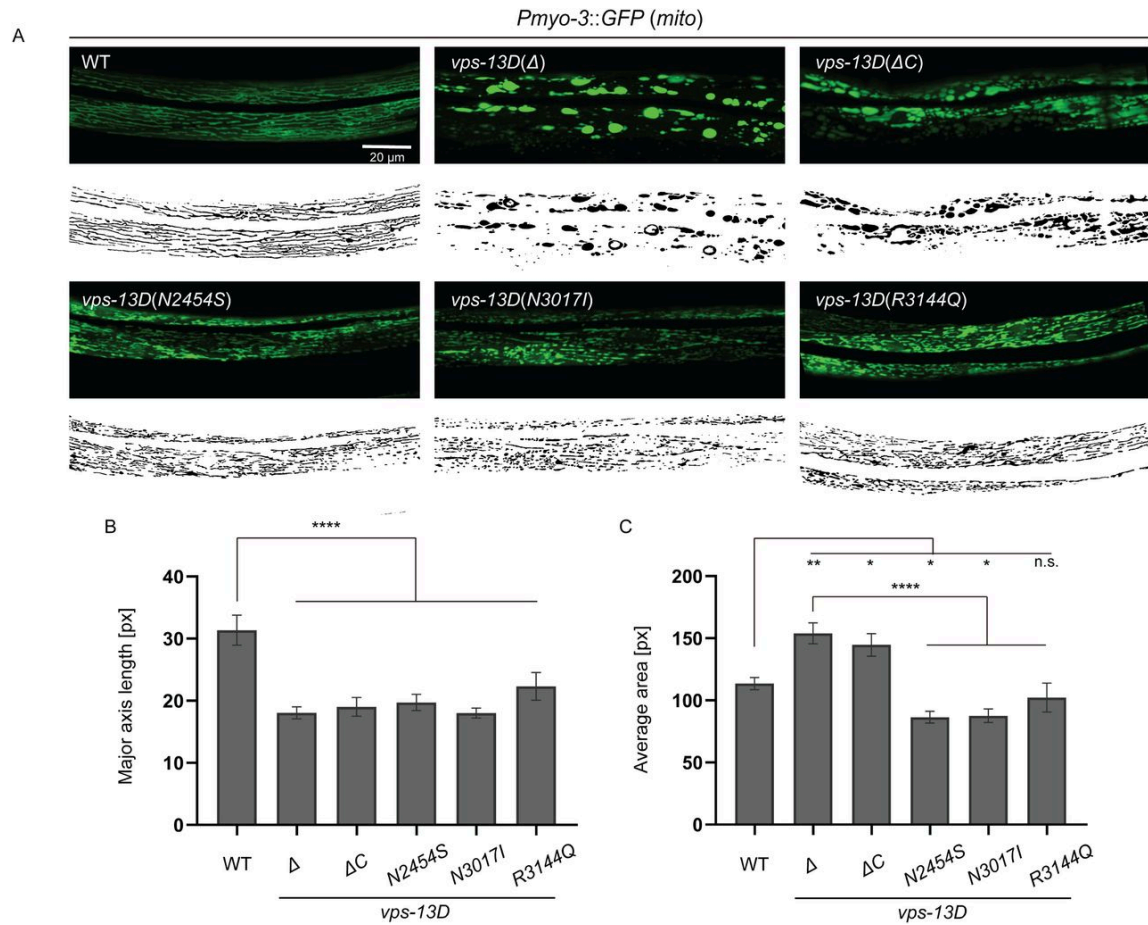 Pmyo-3::GFP (mito)
A
WT
vps-13D(Δ)
vps-13D(ΔC)
20 µm
vps-13D(N2454S)
vps-13D(N3017I)
vps-13D(R3144Q)
B
****
Major axis length [px]
40
30
20
10
0
WT
Δ
ΔC
N2454S
N3017I
R3144Q
vps-13D
C
** * * * n.s.
****
Average area [px]
200
150
100
50
0
WT
Δ
ΔC
N2454S
N3017I
R3144Q
vps-13D